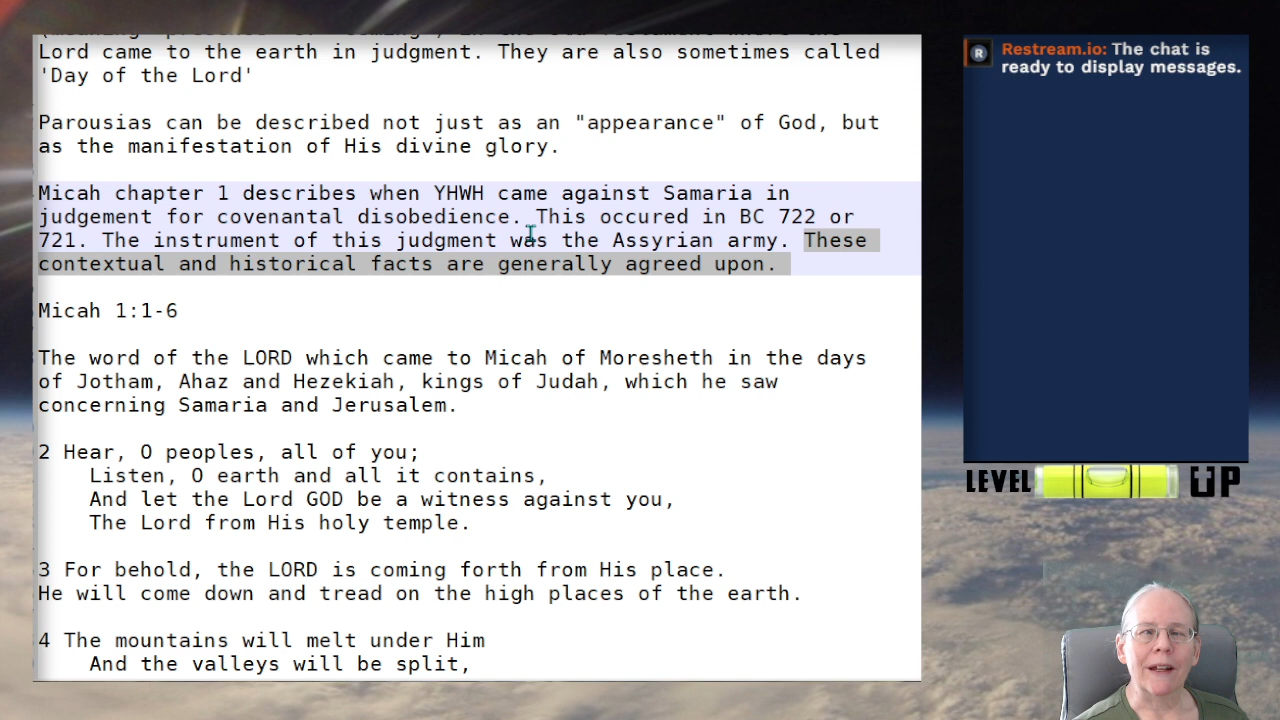 Lord came to the earth in judgment. They are also sometimes called
'Day of the Lord'
Parousias can be described not just as an "appearance" of God, but
as the manifestation of His divine glory.
Micah chapter 1 describes when YHWH came against Samaria in
judgement for covenantal disobedience. This occured in BC 722 or
721. The instrument of this judgment was the Assyrian army. These
contextual and historical facts are generally agreed upon.
Micah 1:1-6
The word of the LORD which came to Micah of Moresheth in the days
of Jotham, Ahaz and Hezekiah, kings of Judah, which he saw
concerning Samaria and Jerusalem.
2 Hear, O peoples, all of you;
Listen, O earth and all it contains,
And let the Lord GOD be a witness against you,
The Lord from His holy temple.
3 For behold, the LORD is coming forth from His place.
He will come down and tread on the high places of the earth.
4 The mountains will melt under Him
And the valleys will be split,
R
Restream.io: The chat is
ready to display messages.
LEVEL UP